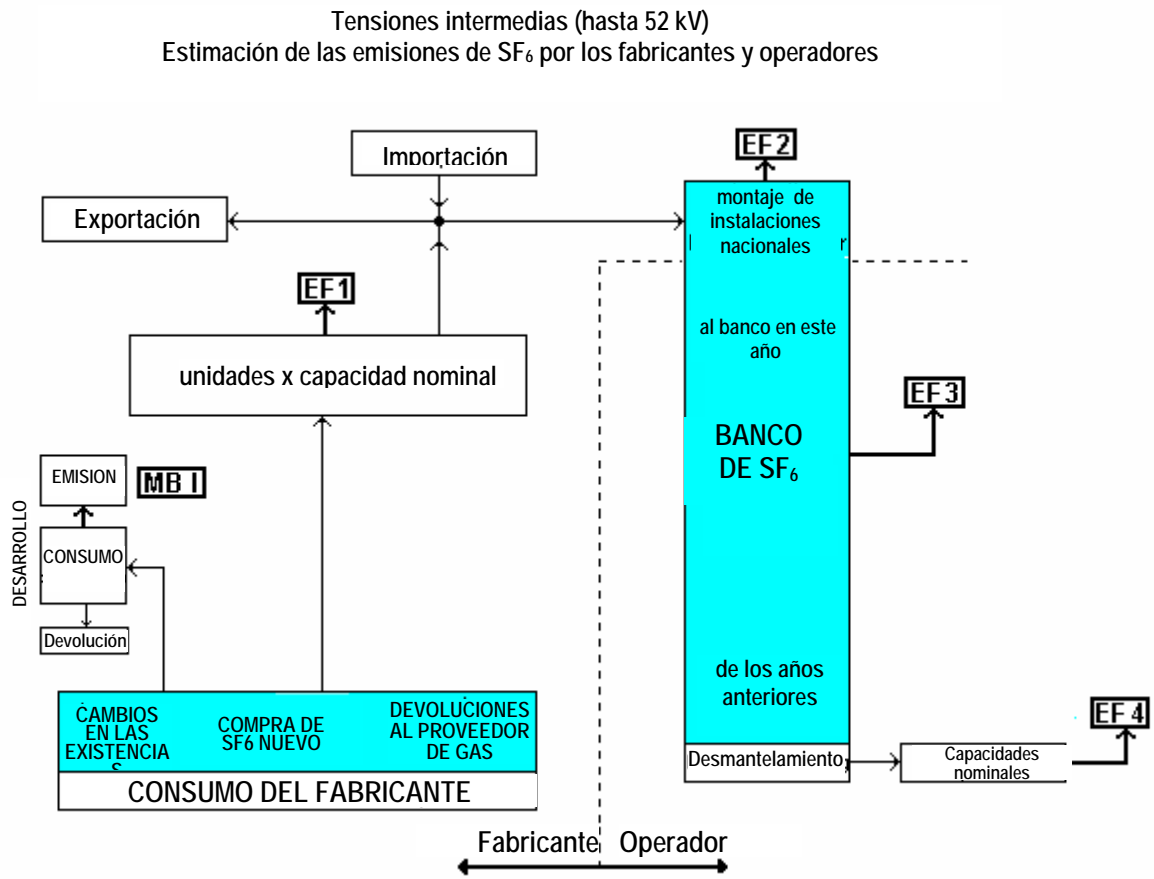 Tensiones intermedias (hasta 52 kV)
Estimación de las emisiones de SF₆ por los fabricantes y operadores
Importación
EF2
Exportación
montaje de
instalaciones
nacionales
r
EF1
al banco en este
año
unidades x capacidad nominal
EF3
BANCO
DE SF₆
EMISION
MB I
DESARROLLO
CONSUMO
:
Devolución
de los años
anteriores
CAMBIOS
EN LAS
EXISTENCIA
S
COMPRA DE
SF6 NUEVO
DEVOLUCIONES
AL PROVEEDOR
DE GAS
EF4
Desmantelamiento
Capacidades
nominales
CONSUMO DEL FABRICANTE
Fabricante Operador